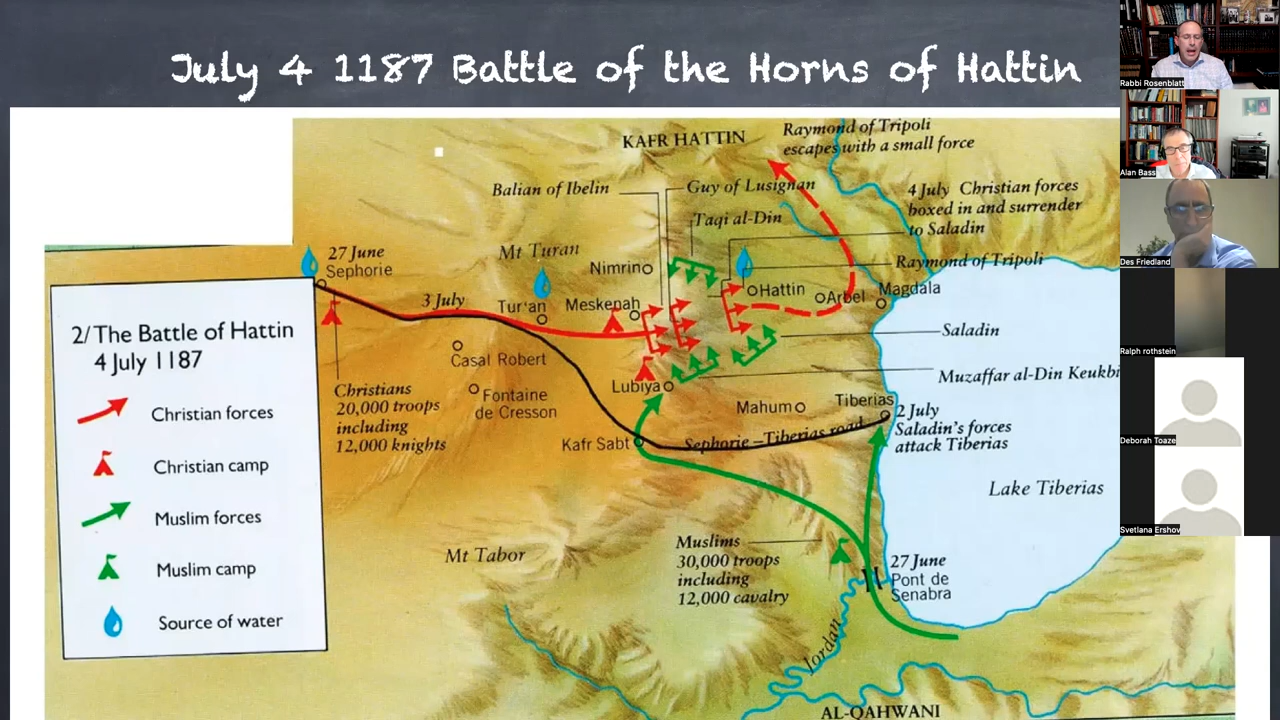 July 4 1187 Battle of the Horns of Hattin
KAFR HATTIN
Raymond of Tripoli
escapes with a small force
Balian of Ibelin
Guy of Lusignan
Taqi al-Din
4 July Christian forces
boxed in and surrender
to Saladin
Raymond of Tripoli
27 June
Sephorie
Mt Turan
Nimrino
Hattin
Arbel
Magdala
3 July
Tur'an
Meskenah
Saladin
Casal Robert
Lubiya
Muzaffar al-Din Keukbi
Christians
20,000 troops
including
12,000 knights
Fontaine
de Cresson
Mahum
Tiberias
2 July
Saladin's forces
attack Tiberias
Kafr Sabt
Sephorie – Tiberias road
Lake Tiberias
Mt Tabor
Muslims
30,000 troops
including
12,000 cavalry
27 June
Pont de
Senabra
Jordan
AL-QAHWANI
2/ The Battle of Hattin
4 July 1187
Christian forces
Christian camp
Muslim forces
Muslim camp
Source of water
Rabbi Rosenblatt
Alan Bass
Des Friedland
Ralph rothstein
Deborah Toaze
Svetlana Ershov